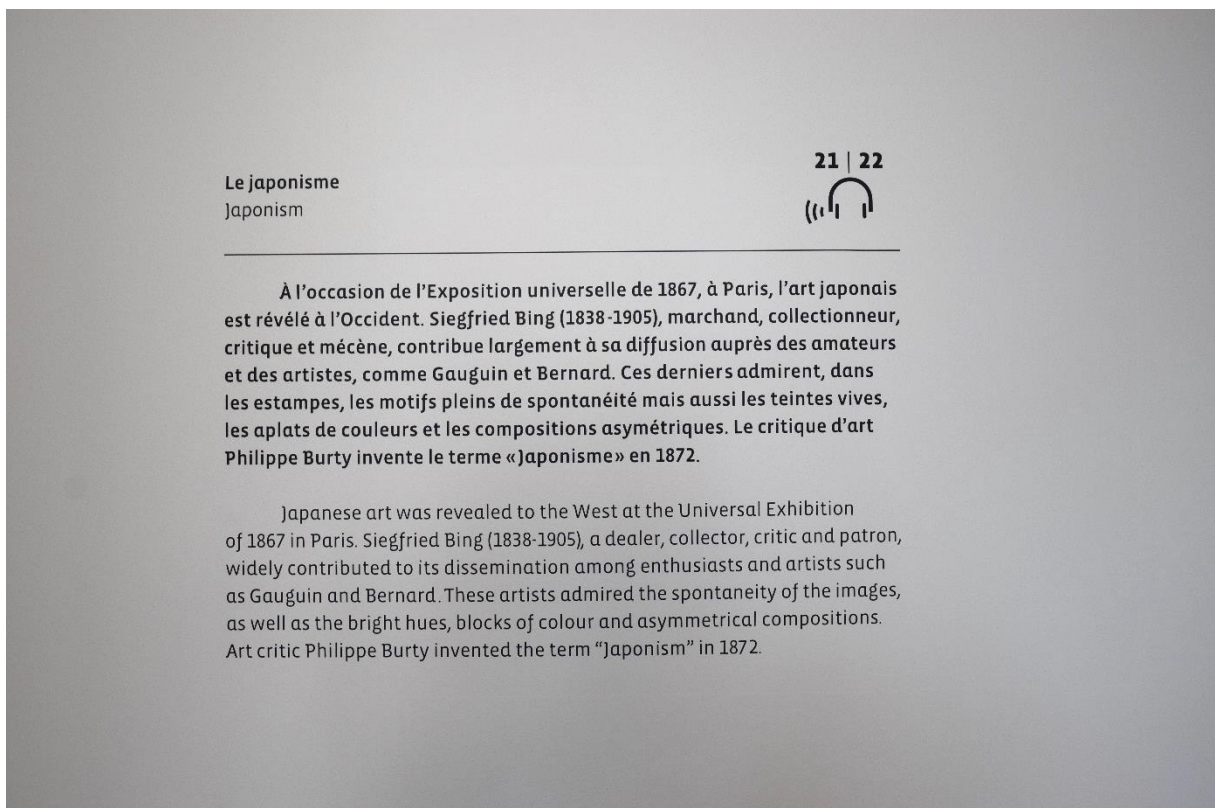 21 | 22
Le japonisme
Japonism
À l'occasion de l'Exposition universelle de 1867, à Paris, l'art japonais
est révélé à l'Occident. Siegfried Bing (1838-1905), marchand, collectionneur,
critique et mécène, contribue largement à sa diffusion auprès des amateurs
et des artistes, comme Gauguin et Bernard. Ces derniers admirent, dans
les estampes, les motifs pleins de spontanéité mais aussi les teintes vives,
les aplats de couleurs et les compositions asymétriques. Le critique d'art
Philippe Burty invente le terme «Japonisme» en 1872.
Japanese art was revealed to the West at the Universal Exhibition
of 1867 in Paris. Siegfried Bing (1838-1905), a dealer, collector, critic and patron,
widely contributed to its dissemination among enthusiasts and artists such
as Gauguin and Bernard. These artists admired the spontaneity of the images,
as well as the bright hues, blocks of colour and asymmetrical compositions.
Art critic Philippe Burty invented the term “Japonism” in 1872.